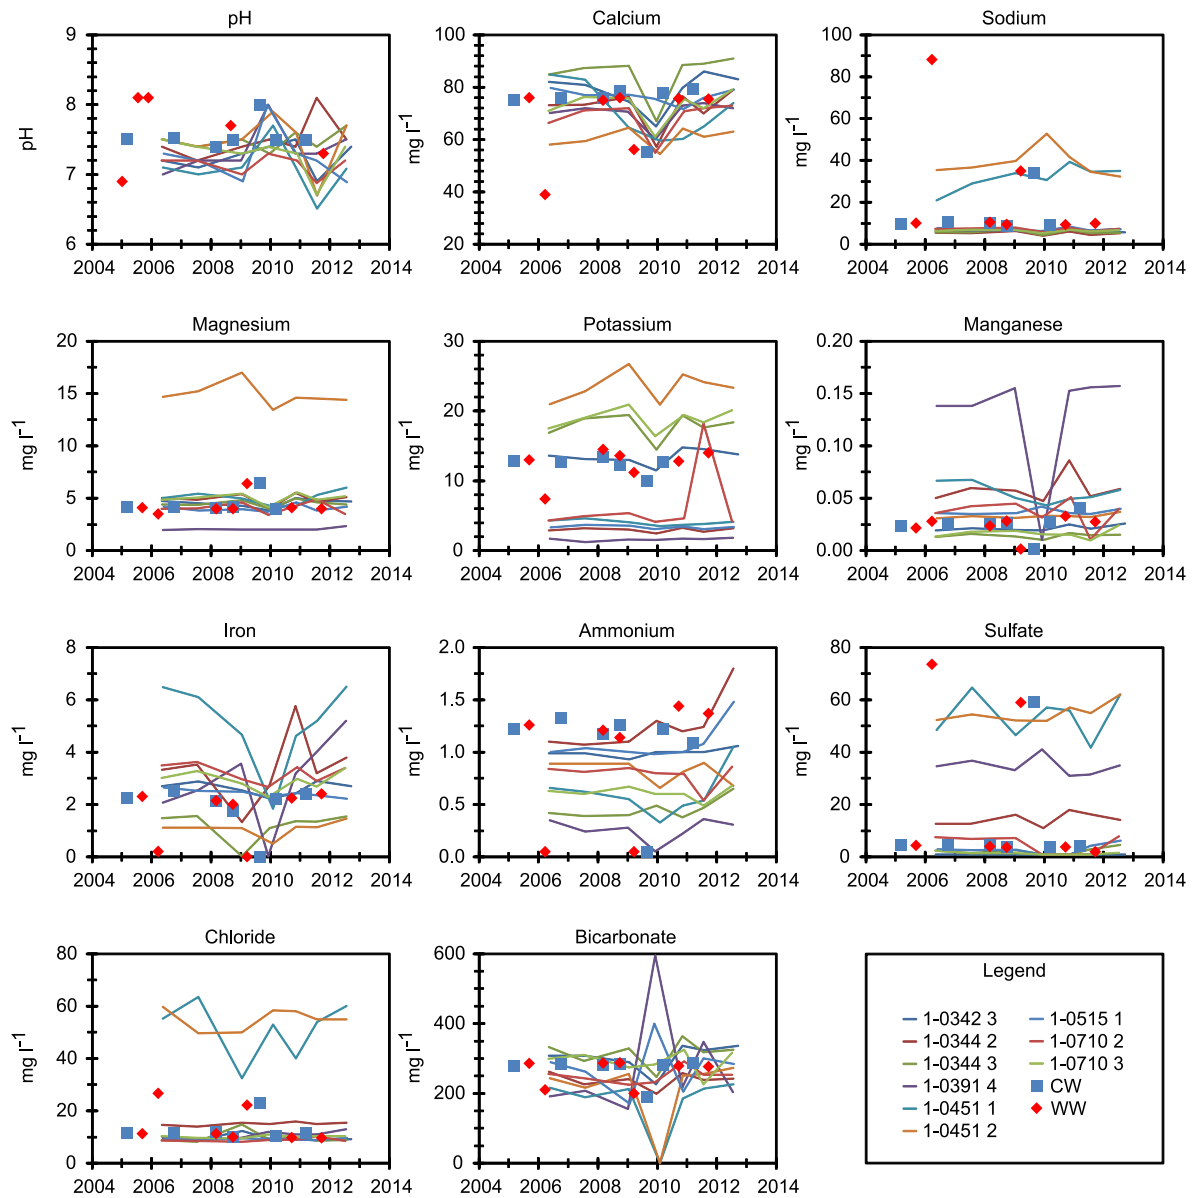 pH
Calcium
Sodium
9
8
7
6
pH
2004 2006 2008 2010 2012 2014
100
80
60
40
20
mg l⁻¹
2004 2006 2008 2010 2012 2014
100
80
60
40
20
0
mg l⁻¹
2004 2006 2008 2010 2012 2014
Magnesium
Potassium
Manganese
20
15
10
5
0
mg l⁻¹
2004 2006 2008 2010 2012 2014
30
20
10
0
mg l⁻¹
2004 2006 2008 2010 2012 2014
0.20
0.15
0.10
0.05
0.00
mg l⁻¹
2004 2006 2008 2010 2012 2014
Iron
Ammonium
Sulfate
8
6
4
2
0
mg l⁻¹
2004 2006 2008 2010 2012 2014
2.0
1.5
1.0
0.5
0.0
mg l⁻¹
2004 2006 2008 2010 2012 2014
80
60
40
20
0
mg l⁻¹
2004 2006 2008 2010 2012 2014
Chloride
Bicarbonate
80
60
40
20
0
mg l⁻¹
2004 2006 2008 2010 2012 2014
600
400
200
0
mg l⁻¹
2004 2006 2008 2010 2012 2014
Legend
1-0342 3
1-0344 2
1-0344 3
1-0391 4
1-0451 1
1-0451 2
1-0515 1
1-0710 2
1-0710 3
CW
WW